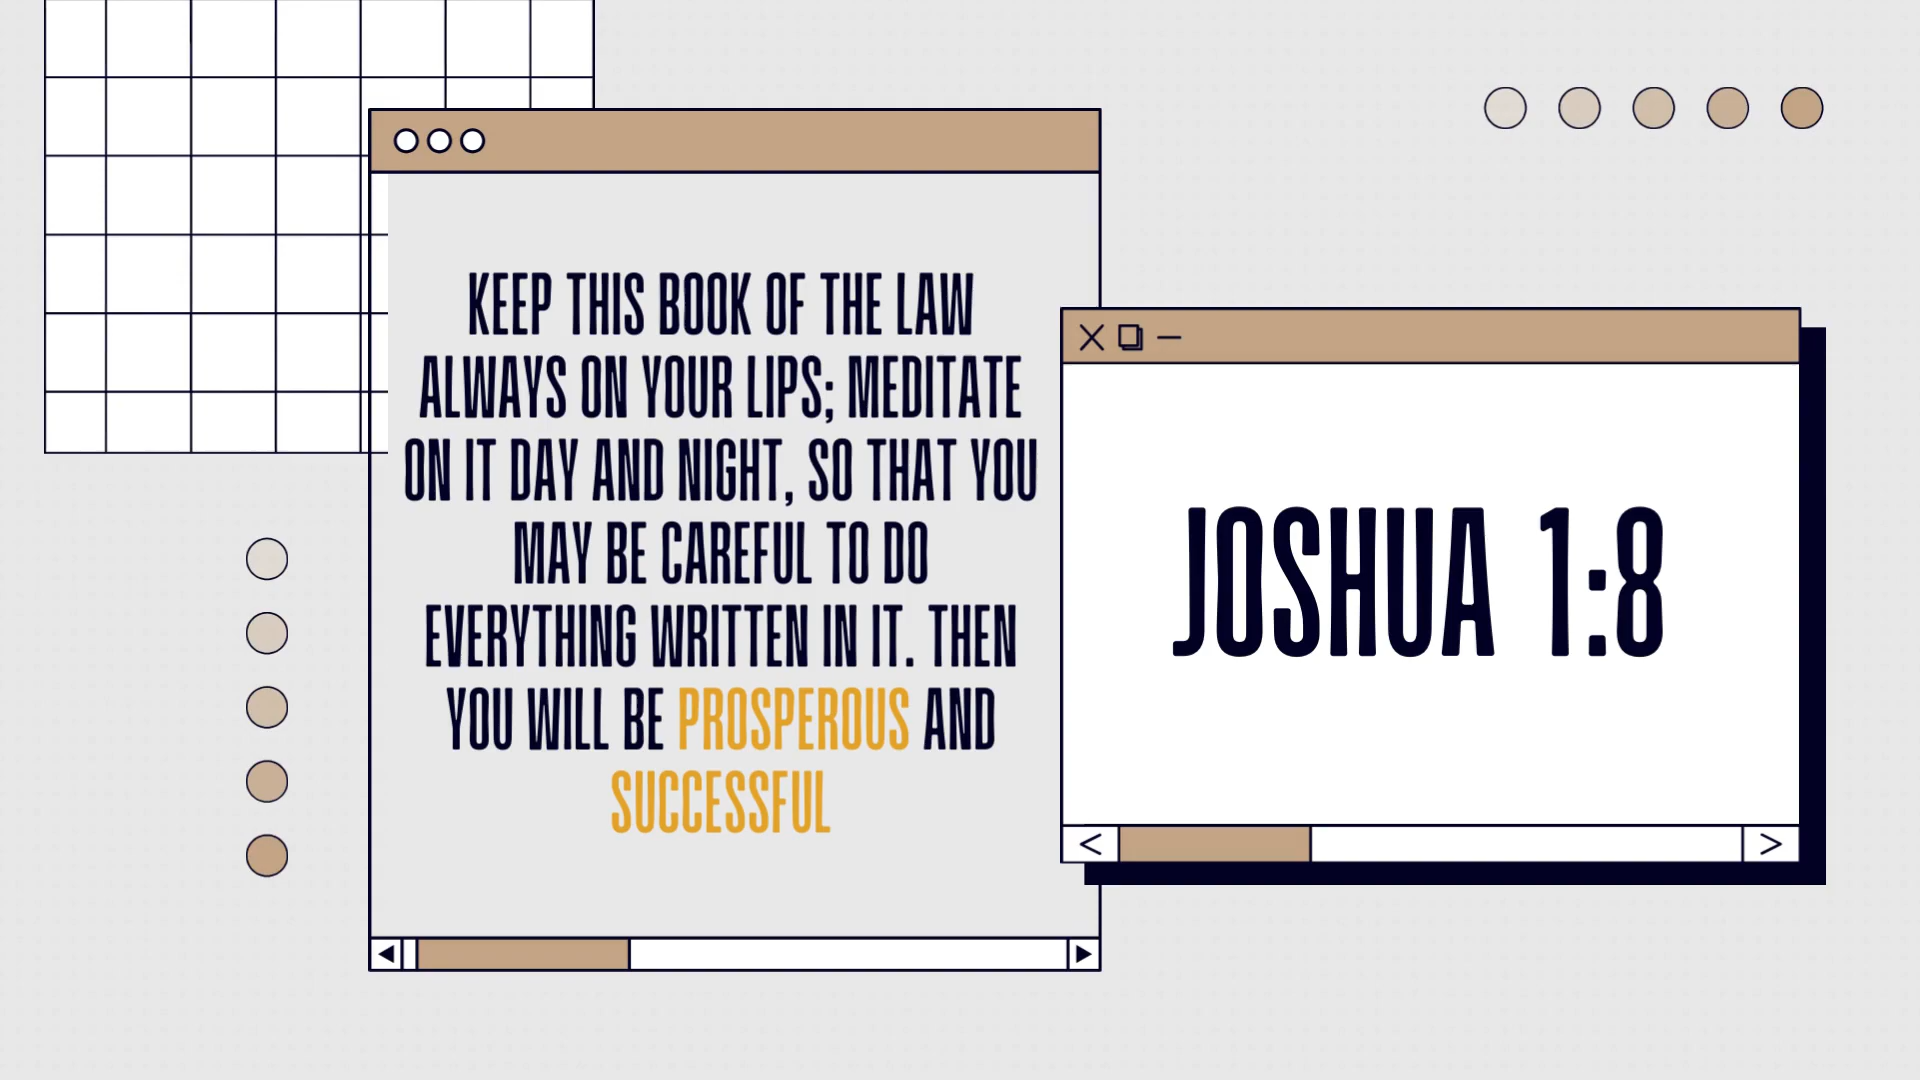 KEEP THIS BOOK OF THE LAW
ALWAYS ON YOUR LIPS; MEDITATE
ON IT DAY AND NIGHT, SO THAT YOU
MAY BE CAREFUL TO DO
EVERYTHING WRITTEN IN IT. THEN
YOU WILL BE PROSPEROUS AND
SUCCESSFUL
JOSHUA 1:8